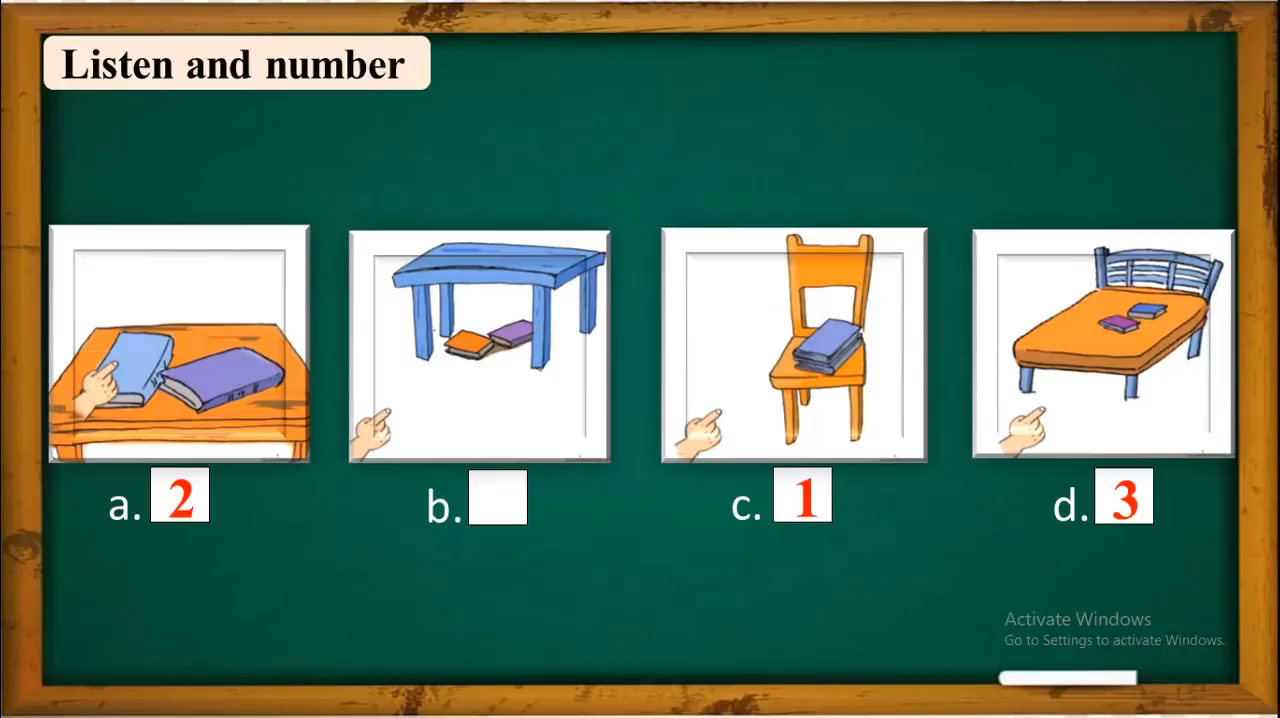 Listen and number
a. 2
b.
c. 1
d. 3
Activate Windows
Go to Settings to activate Windows.